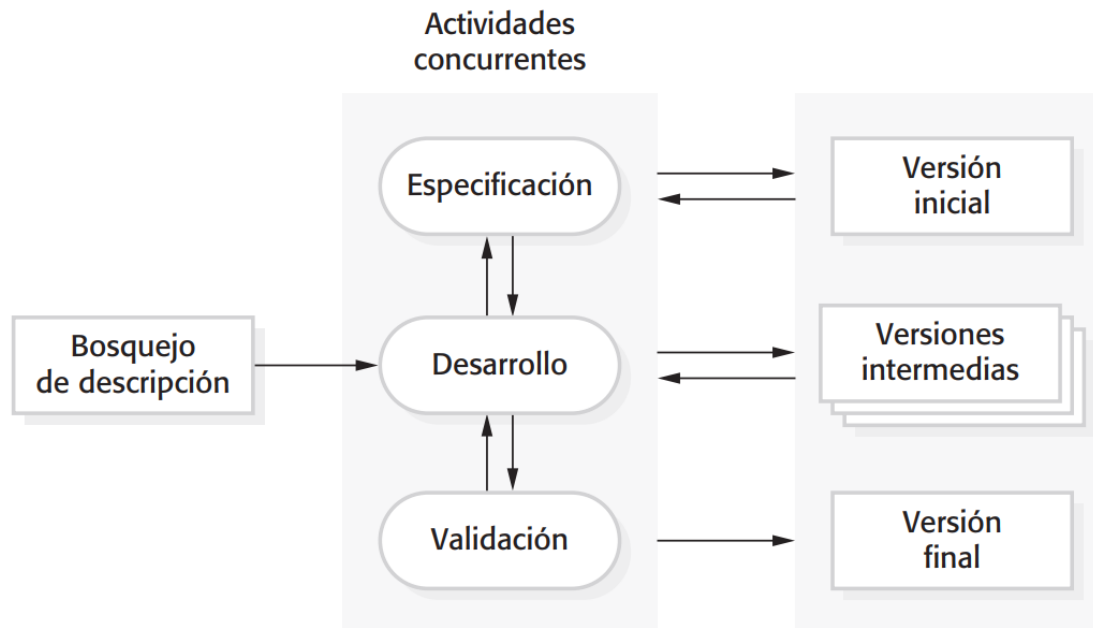 Actividades
concurrentes
Especificación
Versión
inicial
Bosquejo
de descripción
Desarrollo
Versiones
intermedias
Validación
Versión
final